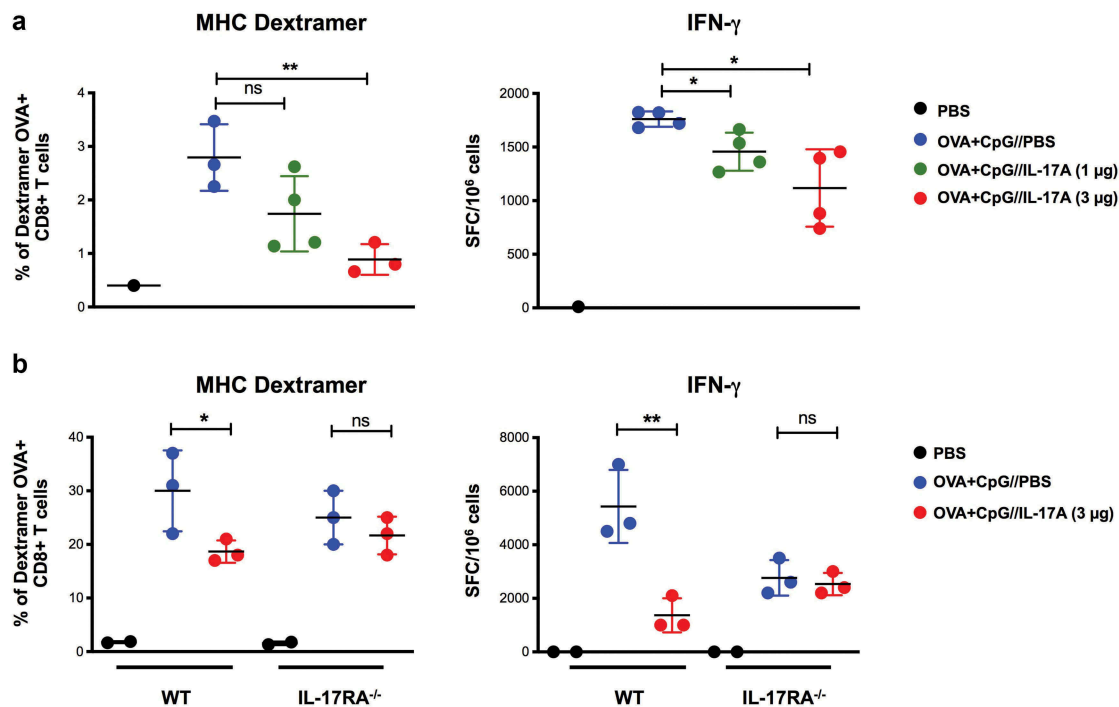 a
MHC Dextramer
% of Dextramer OVA+
CD8+ T cells
4
3
2
1
0
ns
**
IFN-γ
SFC/10⁶ cells
2000
1500
1000
500
0
*
*
PBS
OVA+CpG//PBS
OVA+CpG//IL-17A (1 µg)
OVA+CpG//IL-17A (3 µg)
b
MHC Dextramer
% of Dextramer OVA+
CD8+ T cells
40
30
20
10
0
*
ns
WT
IL-17RA⁻/⁻
IFN-γ
SFC/10⁶ cells
8000
6000
4000
2000
0
**
ns
WT
IL-17RA⁻/⁻
PBS
OVA+CpG//PBS
OVA+CpG//IL-17A (3 µg)